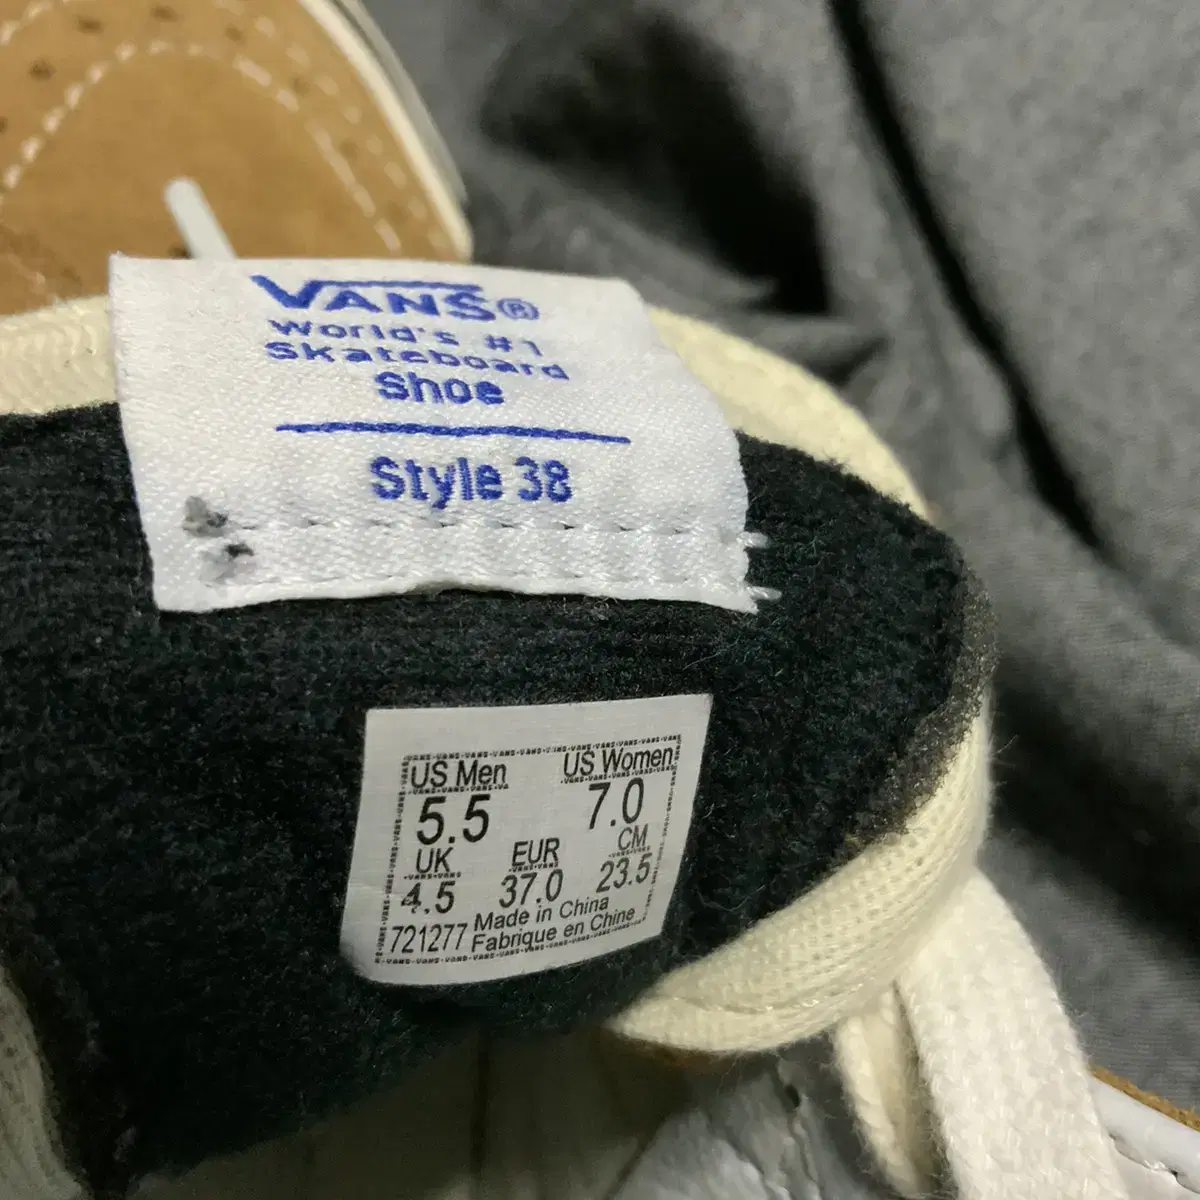 VANS®
World's #1
Skateboard
Shoe
Style 38
US Men US Women
5.5 7.0
UK EUR CM
4.5 37.0 23.5
721277 Made in China
Fabrique en Chine